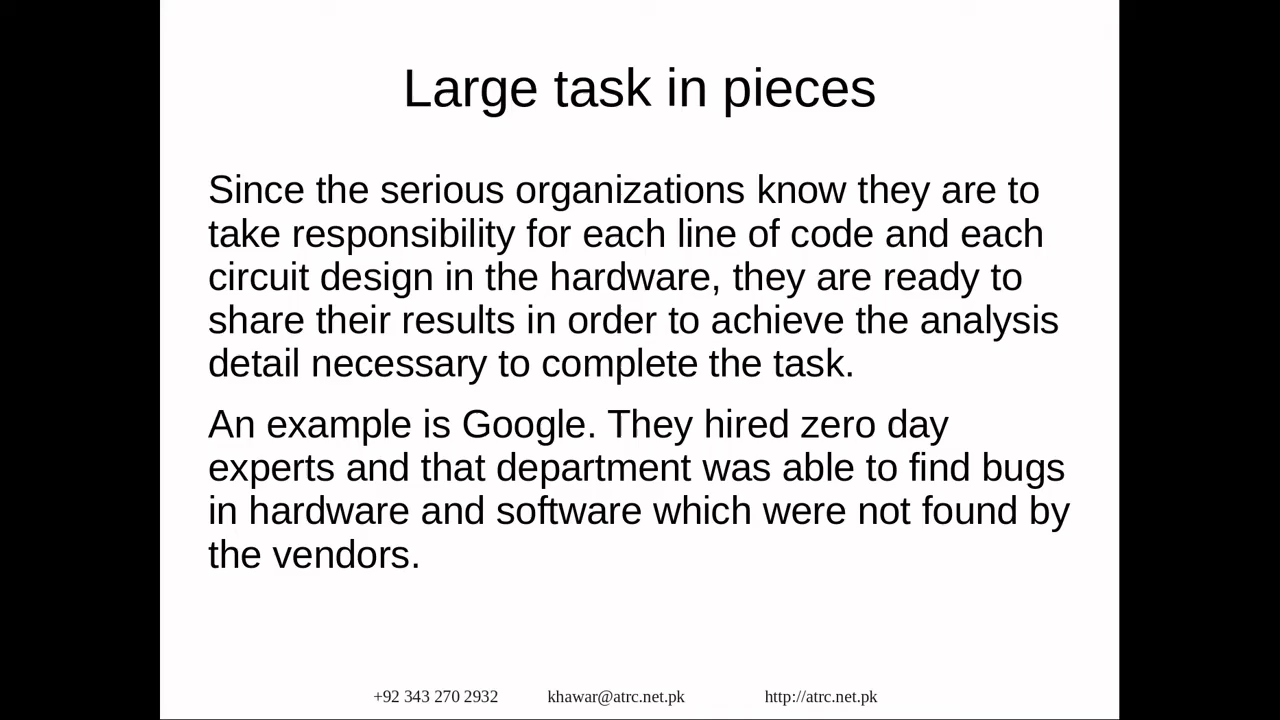 Large task in pieces
Since the serious organizations know they are to
take responsibility for each line of code and each
circuit design in the hardware, they are ready to
share their results in order to achieve the analysis
detail necessary to complete the task.
An example is Google. They hired zero day
experts and that department was able to find bugs
in hardware and software which were not found by
the vendors.
+92 343 270 2932 khawar@atrc.net.pk http://atrc.net.pk